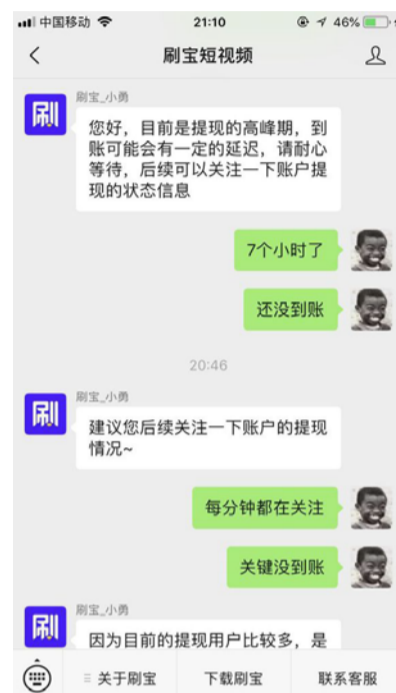 中国移动 21:10 46%
刷宝短视频
刷宝_小勇
刷
您好，目前是提现的高峰期，到
账可能会有一定的延迟，请耐心
等待，后续可以关注一下账户提
现的状态信息
7个小时了
还没到账
20:46
刷宝_小勇
刷
建议您后续关注一下账户的提现
情况~
每分钟都在关注
关键没到账
刷宝_小勇
刷
因为目前的提现用户比较多，是
关于刷宝 下载刷宝 联系客服